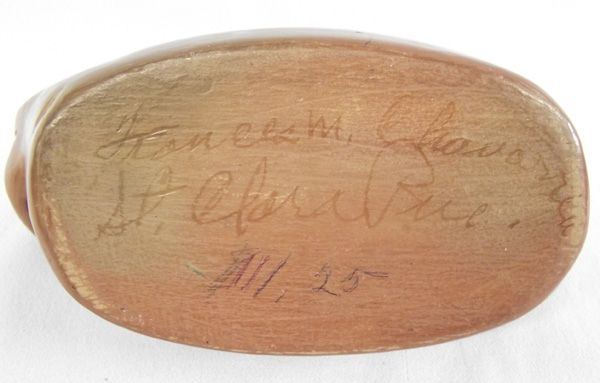 Frances M. Chavarria
St. Clara Pue.
25